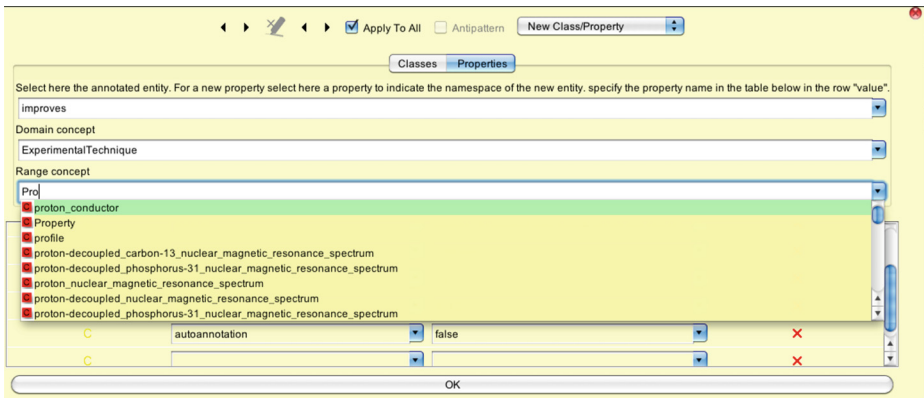 Apply To All Antipattern New Class/Property
Classes Properties
Select here the annotated entity. For a new property select here a property to indicate the namespace of the new entity. specify the property name in the table below in the row "value".
improves
Domain concept
ExperimentalTechnique
Range concept
Pro
C proton_conductor
C Property
C profile
C proton-decoupled_carbon-13_nuclear_magnetic_resonance_spectrum
C proton-decoupled_phosphorus-31_nuclear_magnetic_resonance_spectrum
C proton_nuclear_magnetic_resonance_spectrum
C proton-decoupled_nuclear_magnetic_resonance_spectrum
C proton-decoupled_phosphorus-31_nuclear_magnetic_resonance_spectrum
C autoannotation false
C
OK